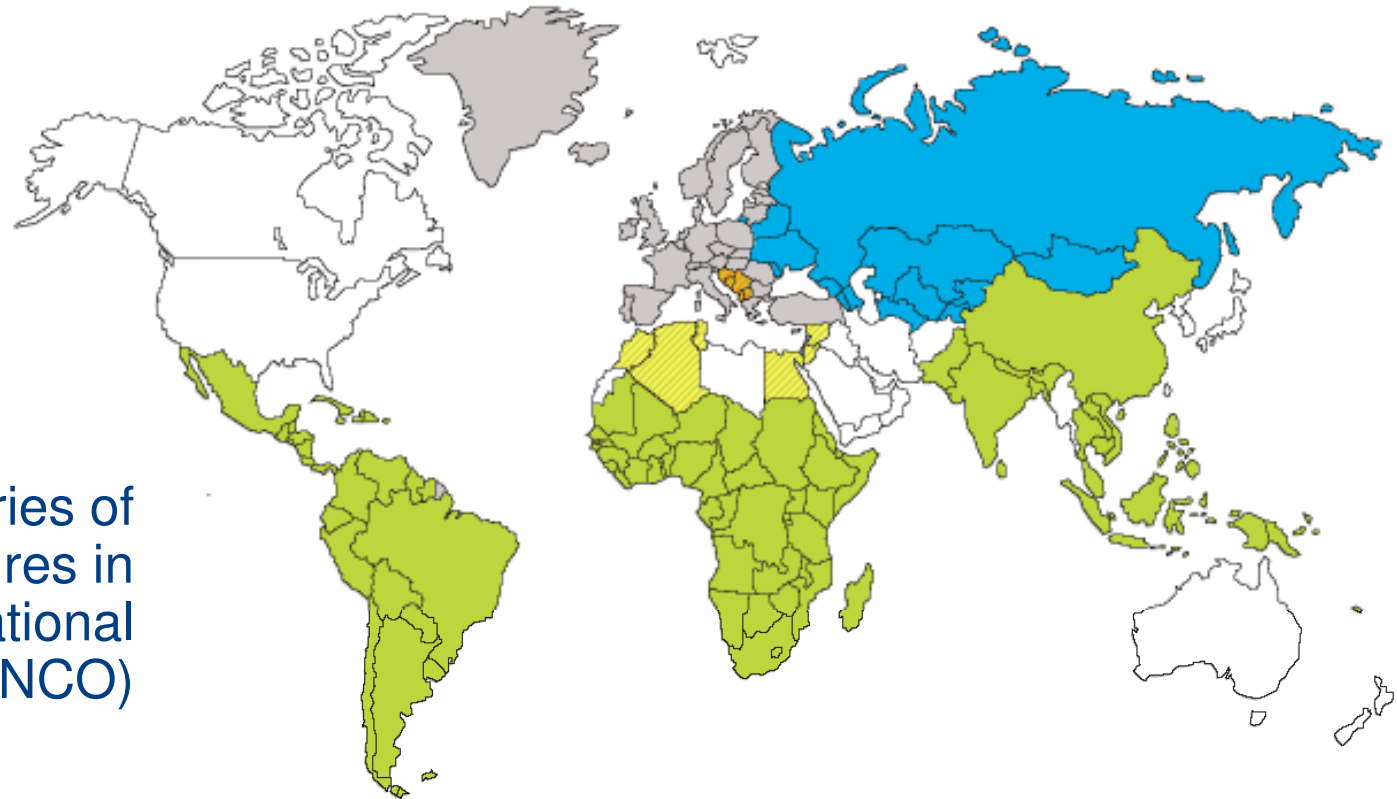 ries of
res in
ational
NCO)